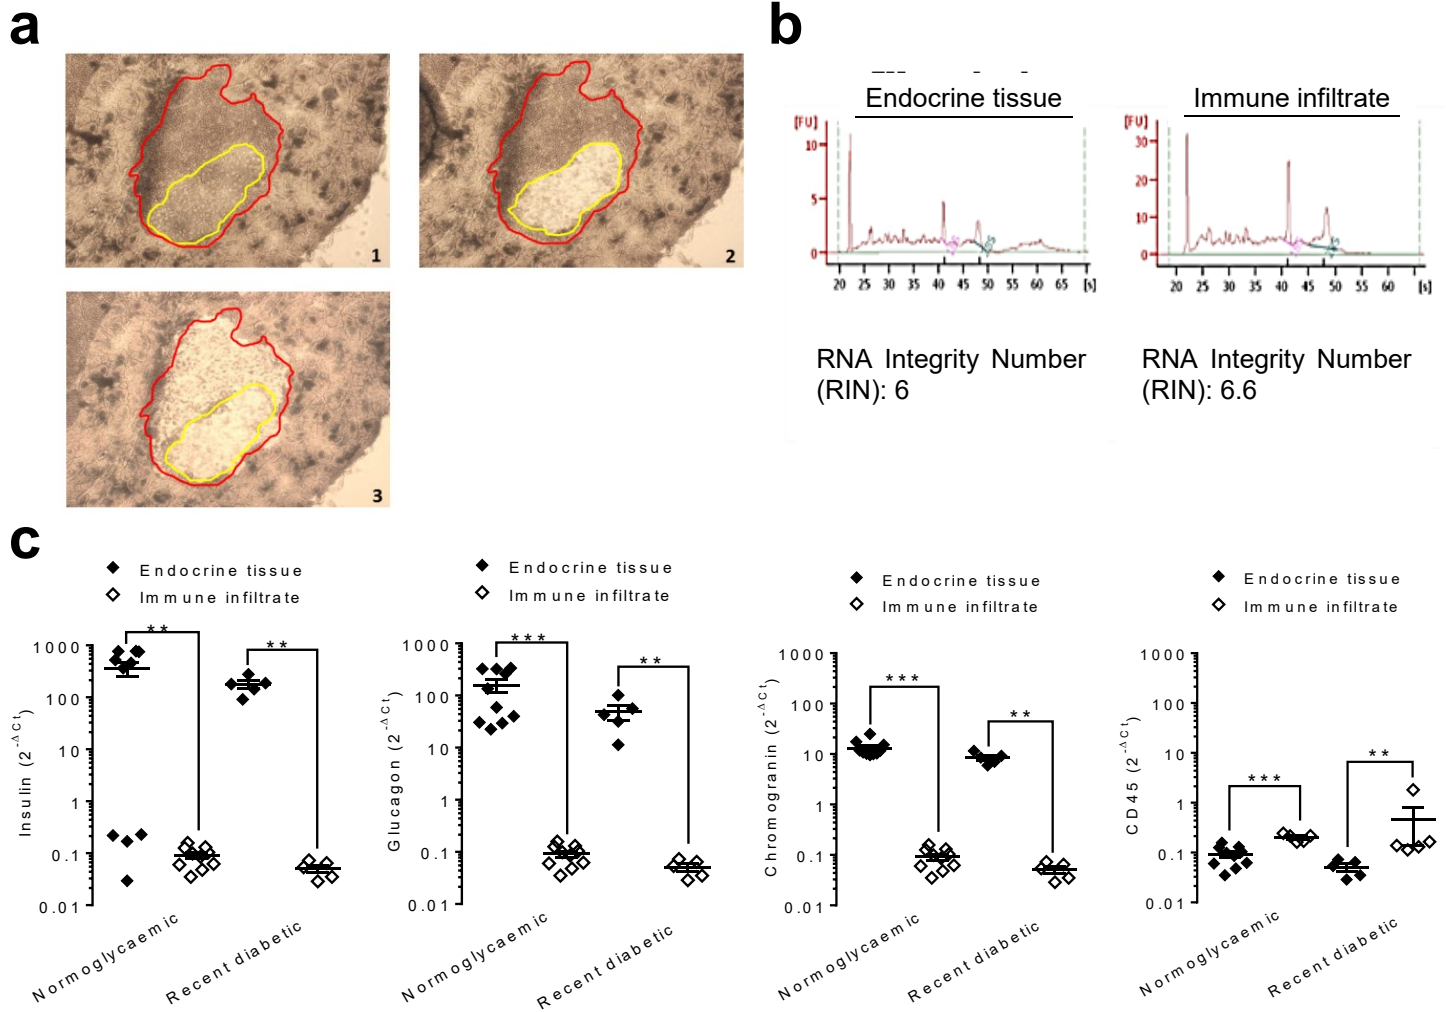 a
b
1
2
3
Endocrine tissue
Immune infiltrate
[FU]
10
5
0
20 25 30 35 40 45 50 55 60 65 [s]
[FU]
30
20
10
0
20 25 30 35 40 45 50 55 60 [s]
RNA Integrity Number
(RIN): 6
RNA Integrity Number
(RIN): 6.6
c
Endocrine tissue
Immune infiltrate
**
**
1000
100
10
1
0.1
0.01
Insulin (2^-ΔCt)
Normoglycaemic
Recent diabetic
Endocrine tissue
Immune infiltrate
***
**
1000
100
10
1
0.1
0.01
Glucagon (2^-ΔCt)
Normoglycaemic
Recent diabetic
Endocrine tissue
Immune infiltrate
***
**
1000
100
10
1
0.1
0.01
Chromogranin (2^-ΔCt)
Normoglycaemic
Recent diabetic
Endocrine tissue
Immune infiltrate
***
**
1000
100
10
1
0.1
0.01
CD45 (2^-ΔCt)
Normoglycaemic
Recent diabetic